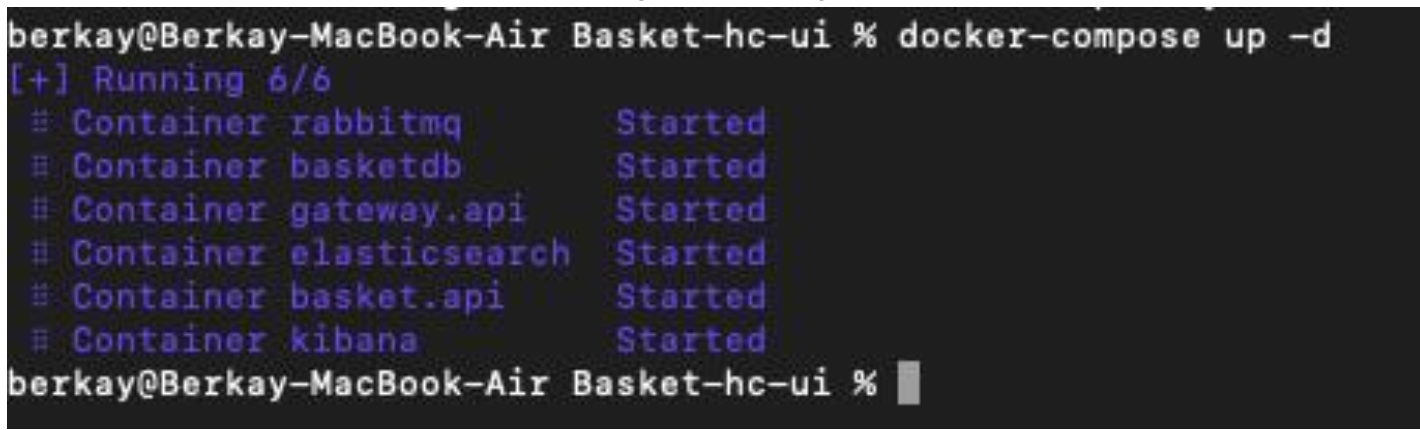 berkay@Berkay-MacBook-Air Basket-hc-ui % docker-compose up -d
[+] Running 6/6
⠿ Container rabbitmq Started
⠿ Container basketdb Started
⠿ Container gateway.api Started
⠿ Container elasticsearch Started
⠿ Container basket.api Started
⠿ Container kibana Started
berkay@Berkay-MacBook-Air Basket-hc-ui %